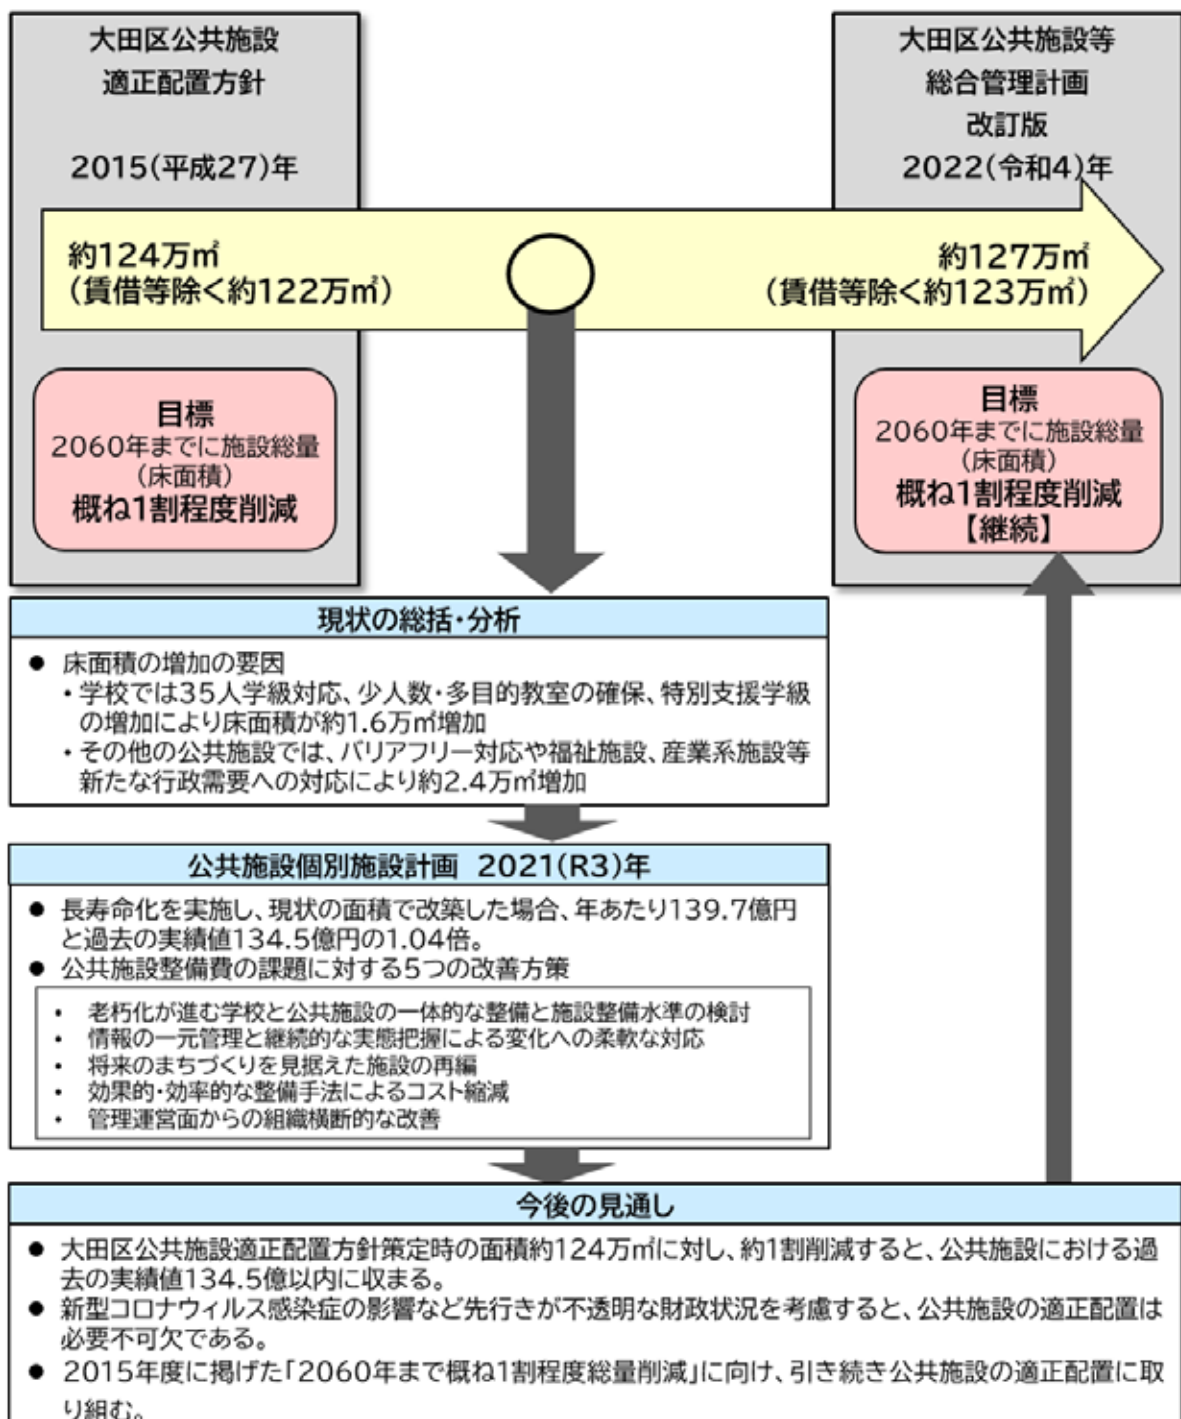 大田区公共施設
適正配置方針
2015(平成27)年
大田区公共施設等
総合管理計画
改訂版
2022(令和4)年
約124万㎡
(賃借等除く約122万㎡)
約127万㎡
(賃借等除く約123万㎡)
目標
2060年までに施設総量
(床面積)
概ね1割程度削減
目標
2060年までに施設総量
(床面積)
概ね1割程度削減
【継続】
現状の総括・分析
● 床面積の増加の要因
・学校では35人学級対応、少人数・多目的教室の確保、特別支援学級
の増加により床面積が約1.6万㎡増加
・その他の公共施設では、バリアフリー対応や福祉施設、産業系施設等
新たな行政需要への対応により約2.4万㎡増加
公共施設個別施設計画 2021(R3)年
● 長寿命化を実施し、現状の面積で改築した場合、年あたり139.7億円
と過去の実績値134.5億円の1.04倍。
● 公共施設整備費の課題に対する5つの改善方策
・ 老朽化が進む学校と公共施設の一体的な整備と施設整備水準の検討
・ 情報の一元管理と継続的な実態把握による変化への柔軟な対応
・ 将来のまちづくりを見据えた施設の再編
・ 効果的・効率的な整備手法によるコスト縮減
・ 管理運営面からの組織横断的な改善
今後の見通し
● 大田区公共施設適正配置方針策定時の面積約124万㎡に対し、約1割削減すると、公共施設における過
去の実績値134.5億以内に収まる。
● 新型コロナウィルス感染症の影響など先行きが不透明な財政状況を考慮すると、公共施設の適正配置は
必要不可欠である。
● 2015年度に掲げた「2060年まで概ね1割程度総量削減」に向け、引き続き公共施設の適正配置に取
り組む。